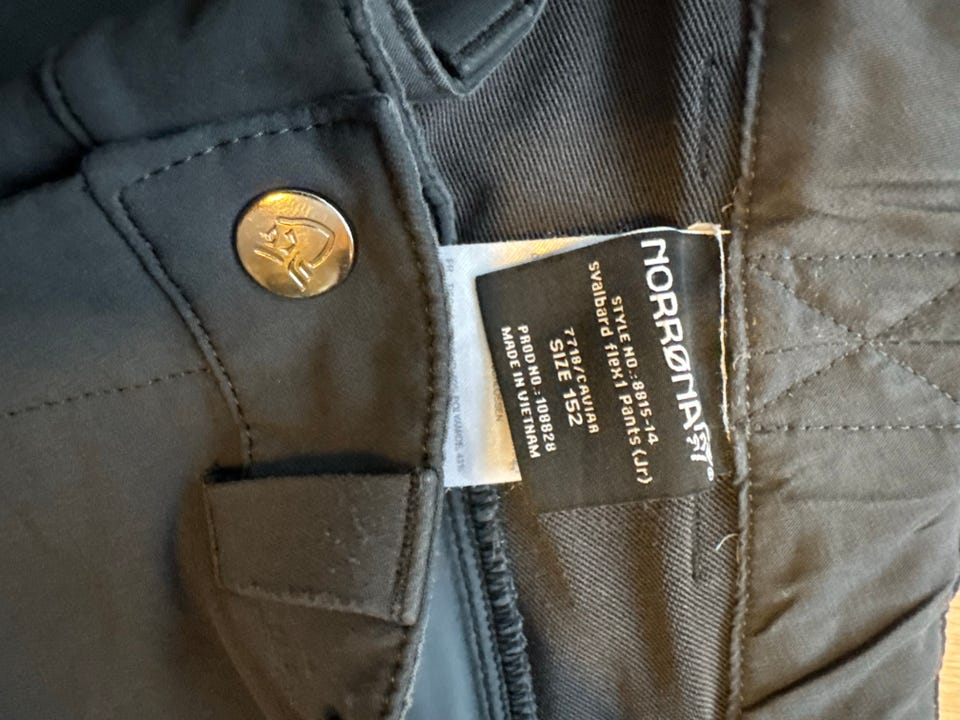 NORRØNA®
STYLE NO.:8815-14
svalbard flex1 Pants(Jr)
7718/CAVIAR
SIZE 152
PROD NO.: 108828
MADE IN VIETNAM